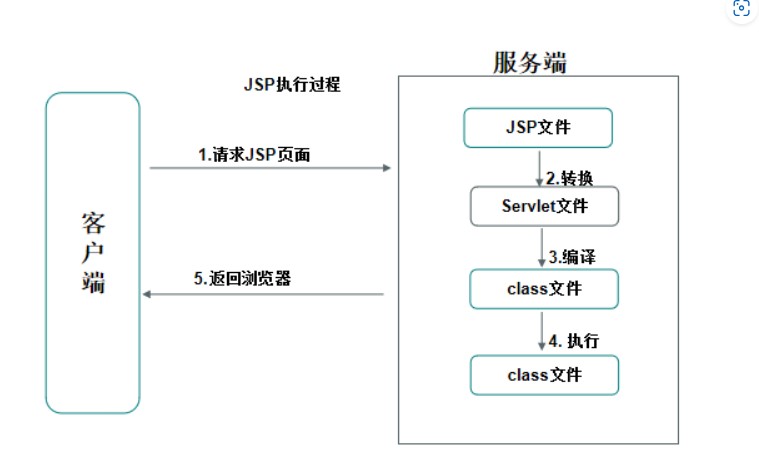 服务端
JSP执行过程
JSP文件
1.请求JSP页面
2.转换
Servlet文件
客户端
3.编译
5.返回浏览器
class文件
4. 执行
class文件